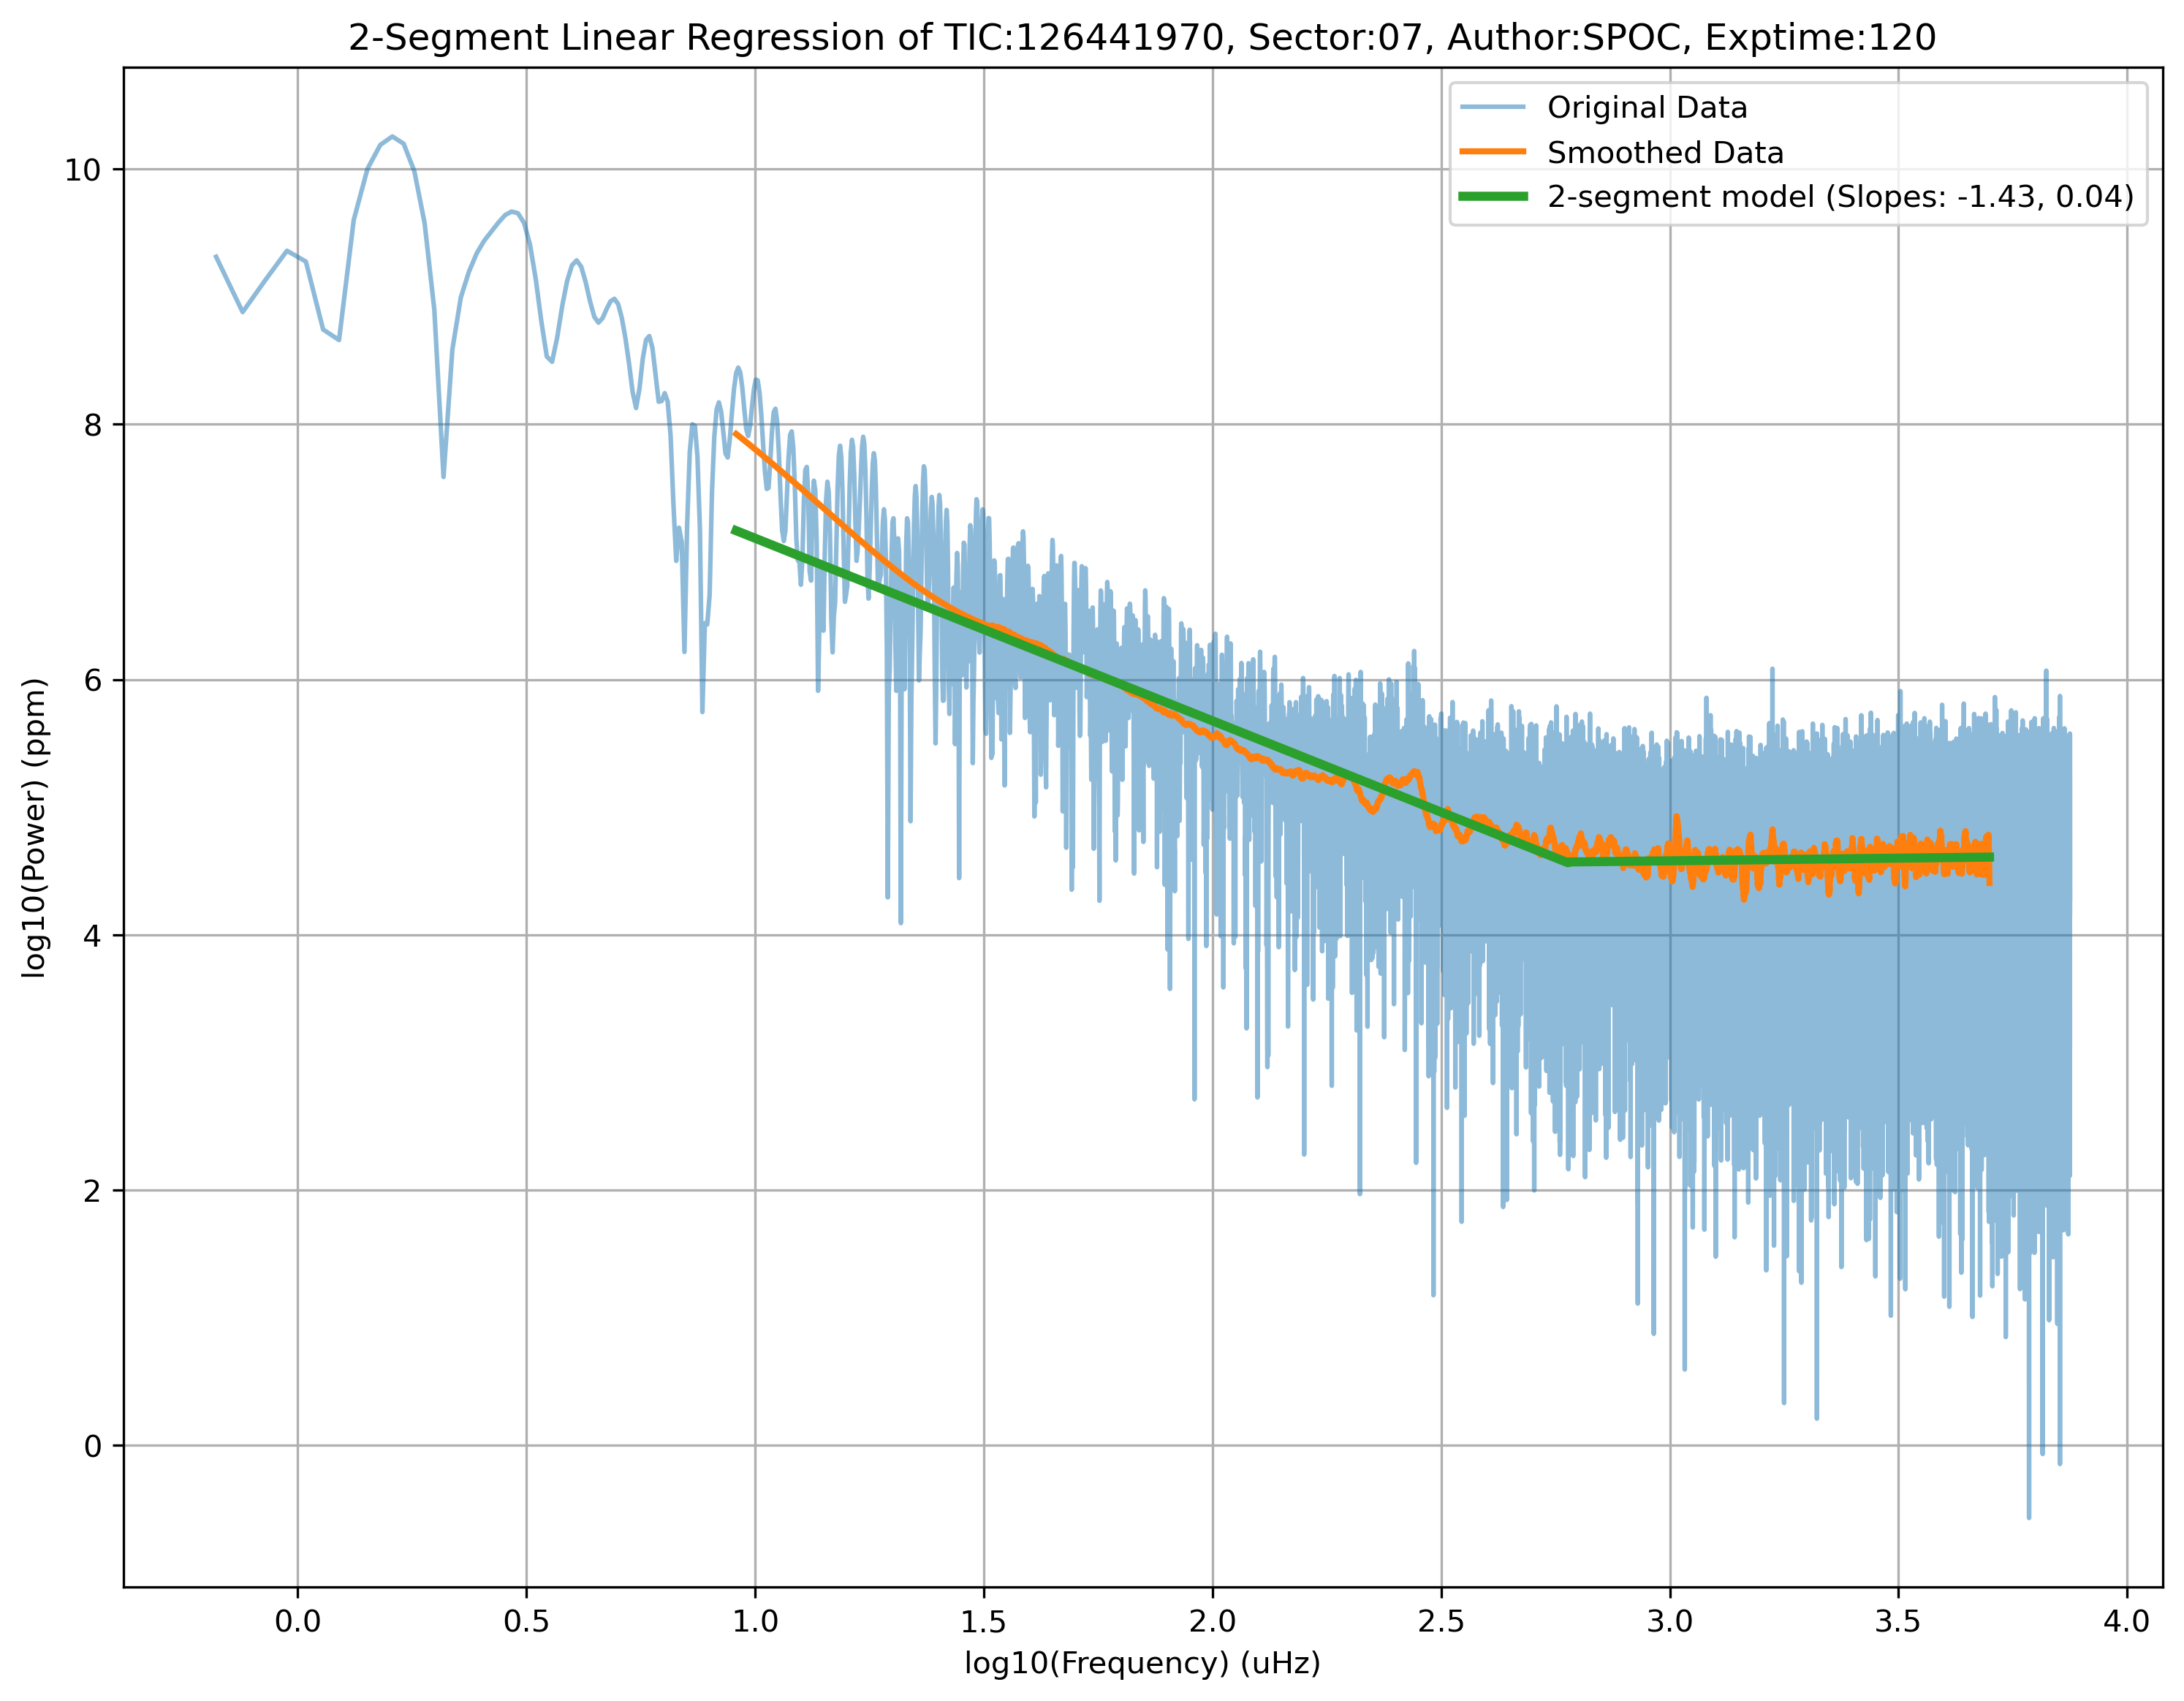 2-Segment Linear Regression of TIC:126441970, Sector:07, Author:SPOC, Exptime:120
Original Data
Smoothed Data
2-segment model (Slopes: -1.43, 0.04)
10
8
6
4
2
0
log10(Power) (ppm)
0.0 0.5 1.0 1.5 2.0 2.5 3.0 3.5 4.0
log10(Frequency) (uHz)